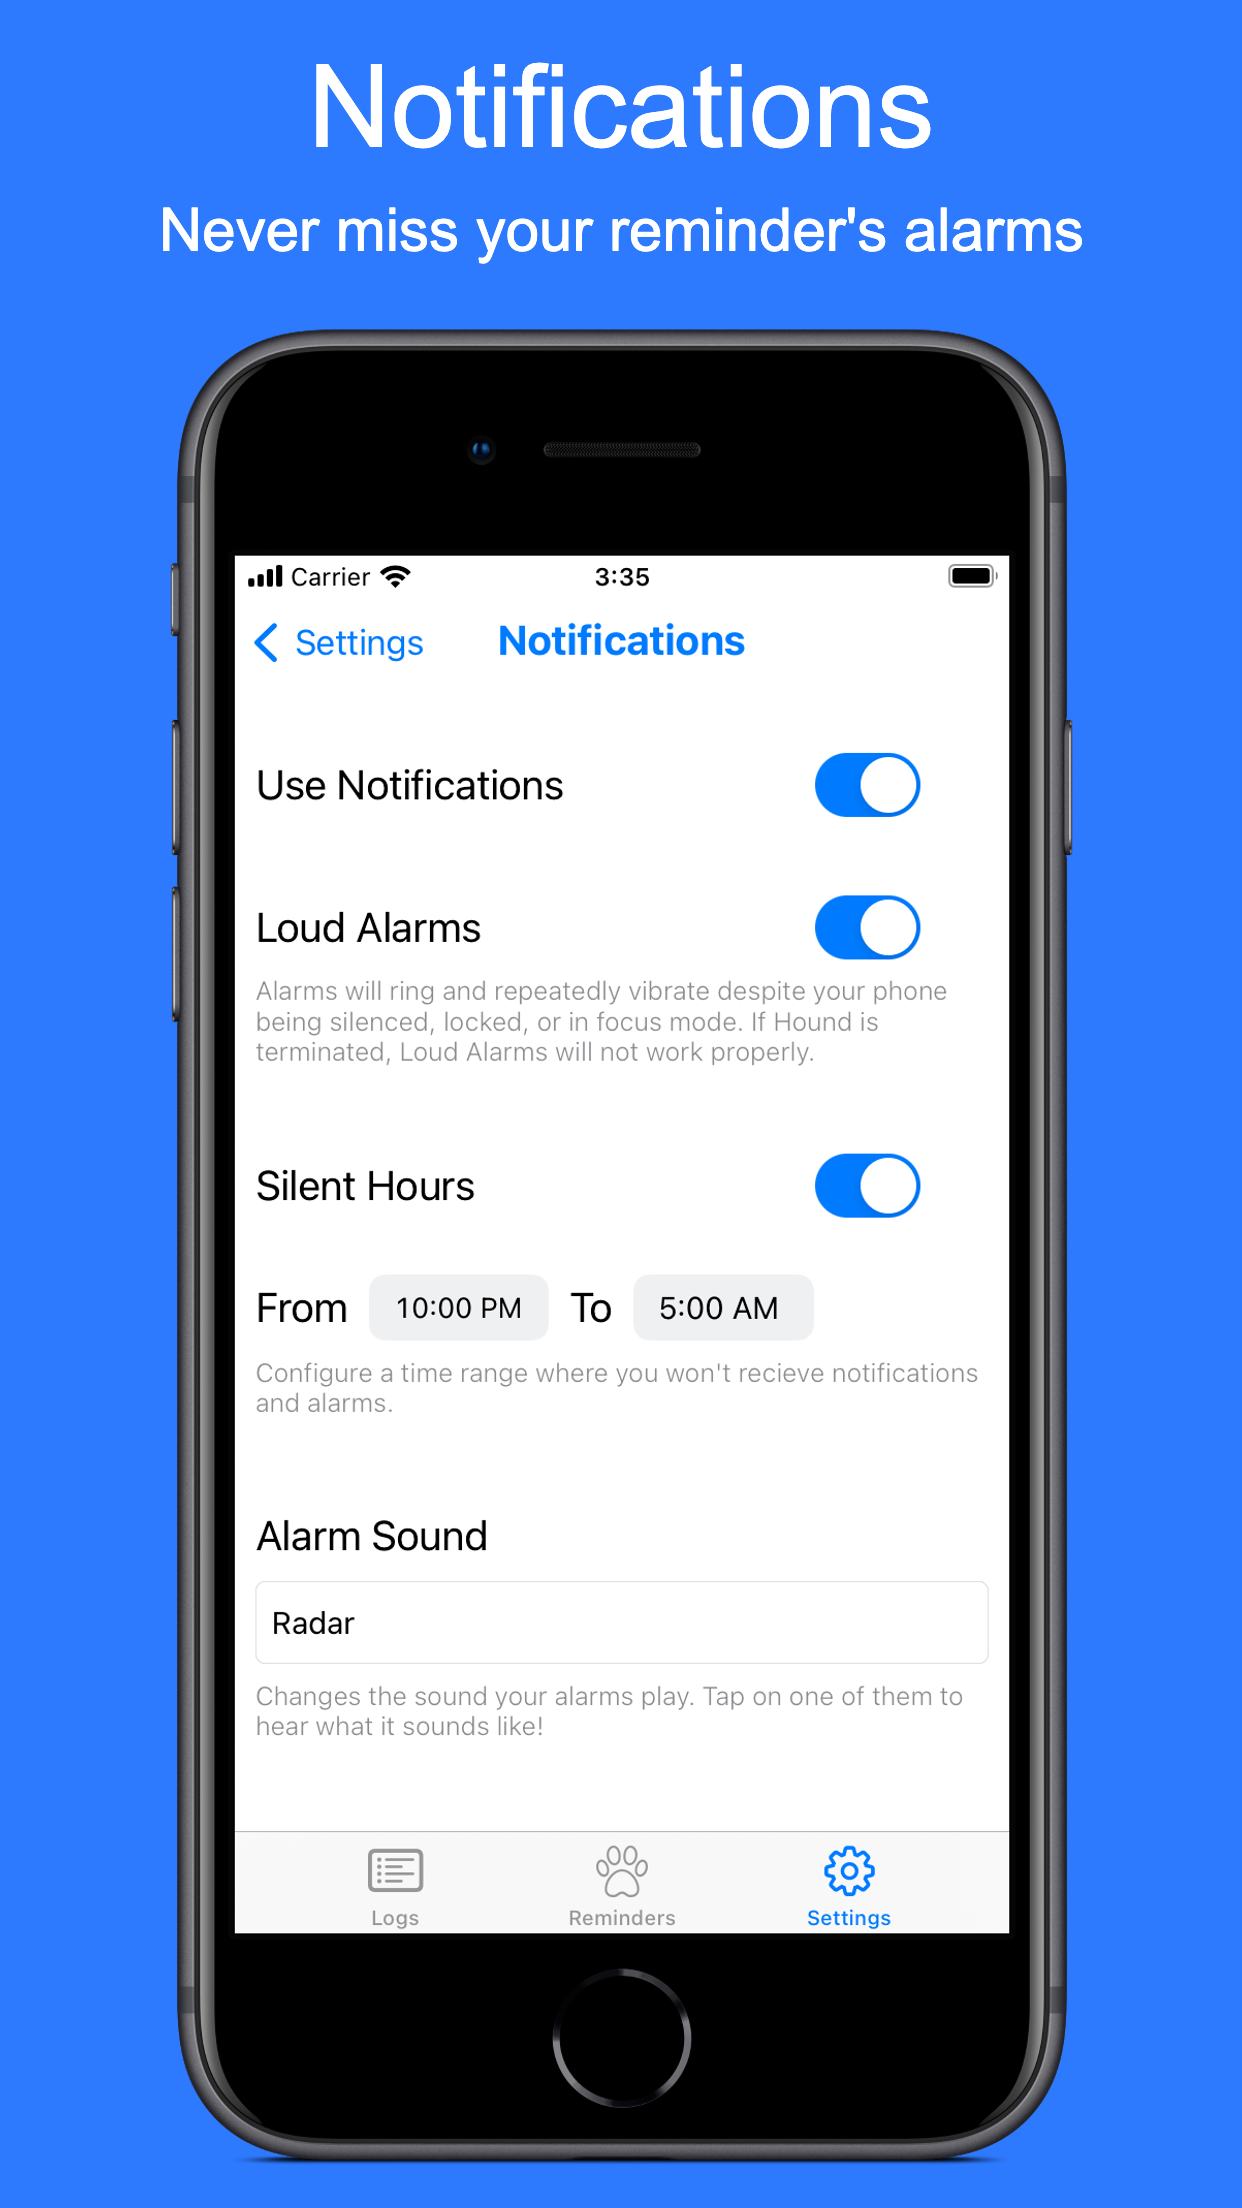 Notifications
Never miss your reminder's alarms
Carrier 3:35
Settings Notifications
Use Notifications
Loud Alarms
Alarms will ring and repeatedly vibrate despite your phone
being silenced, locked, or in focus mode. If Hound is
terminated, Loud Alarms will not work properly.
Silent Hours
From 10:00 PM To 5:00 AM
Configure a time range where you won't recieve notifications
and alarms.
Alarm Sound
Radar
Changes the sound your alarms play. Tap on one of them to
hear what it sounds like!
Logs Reminders Settings